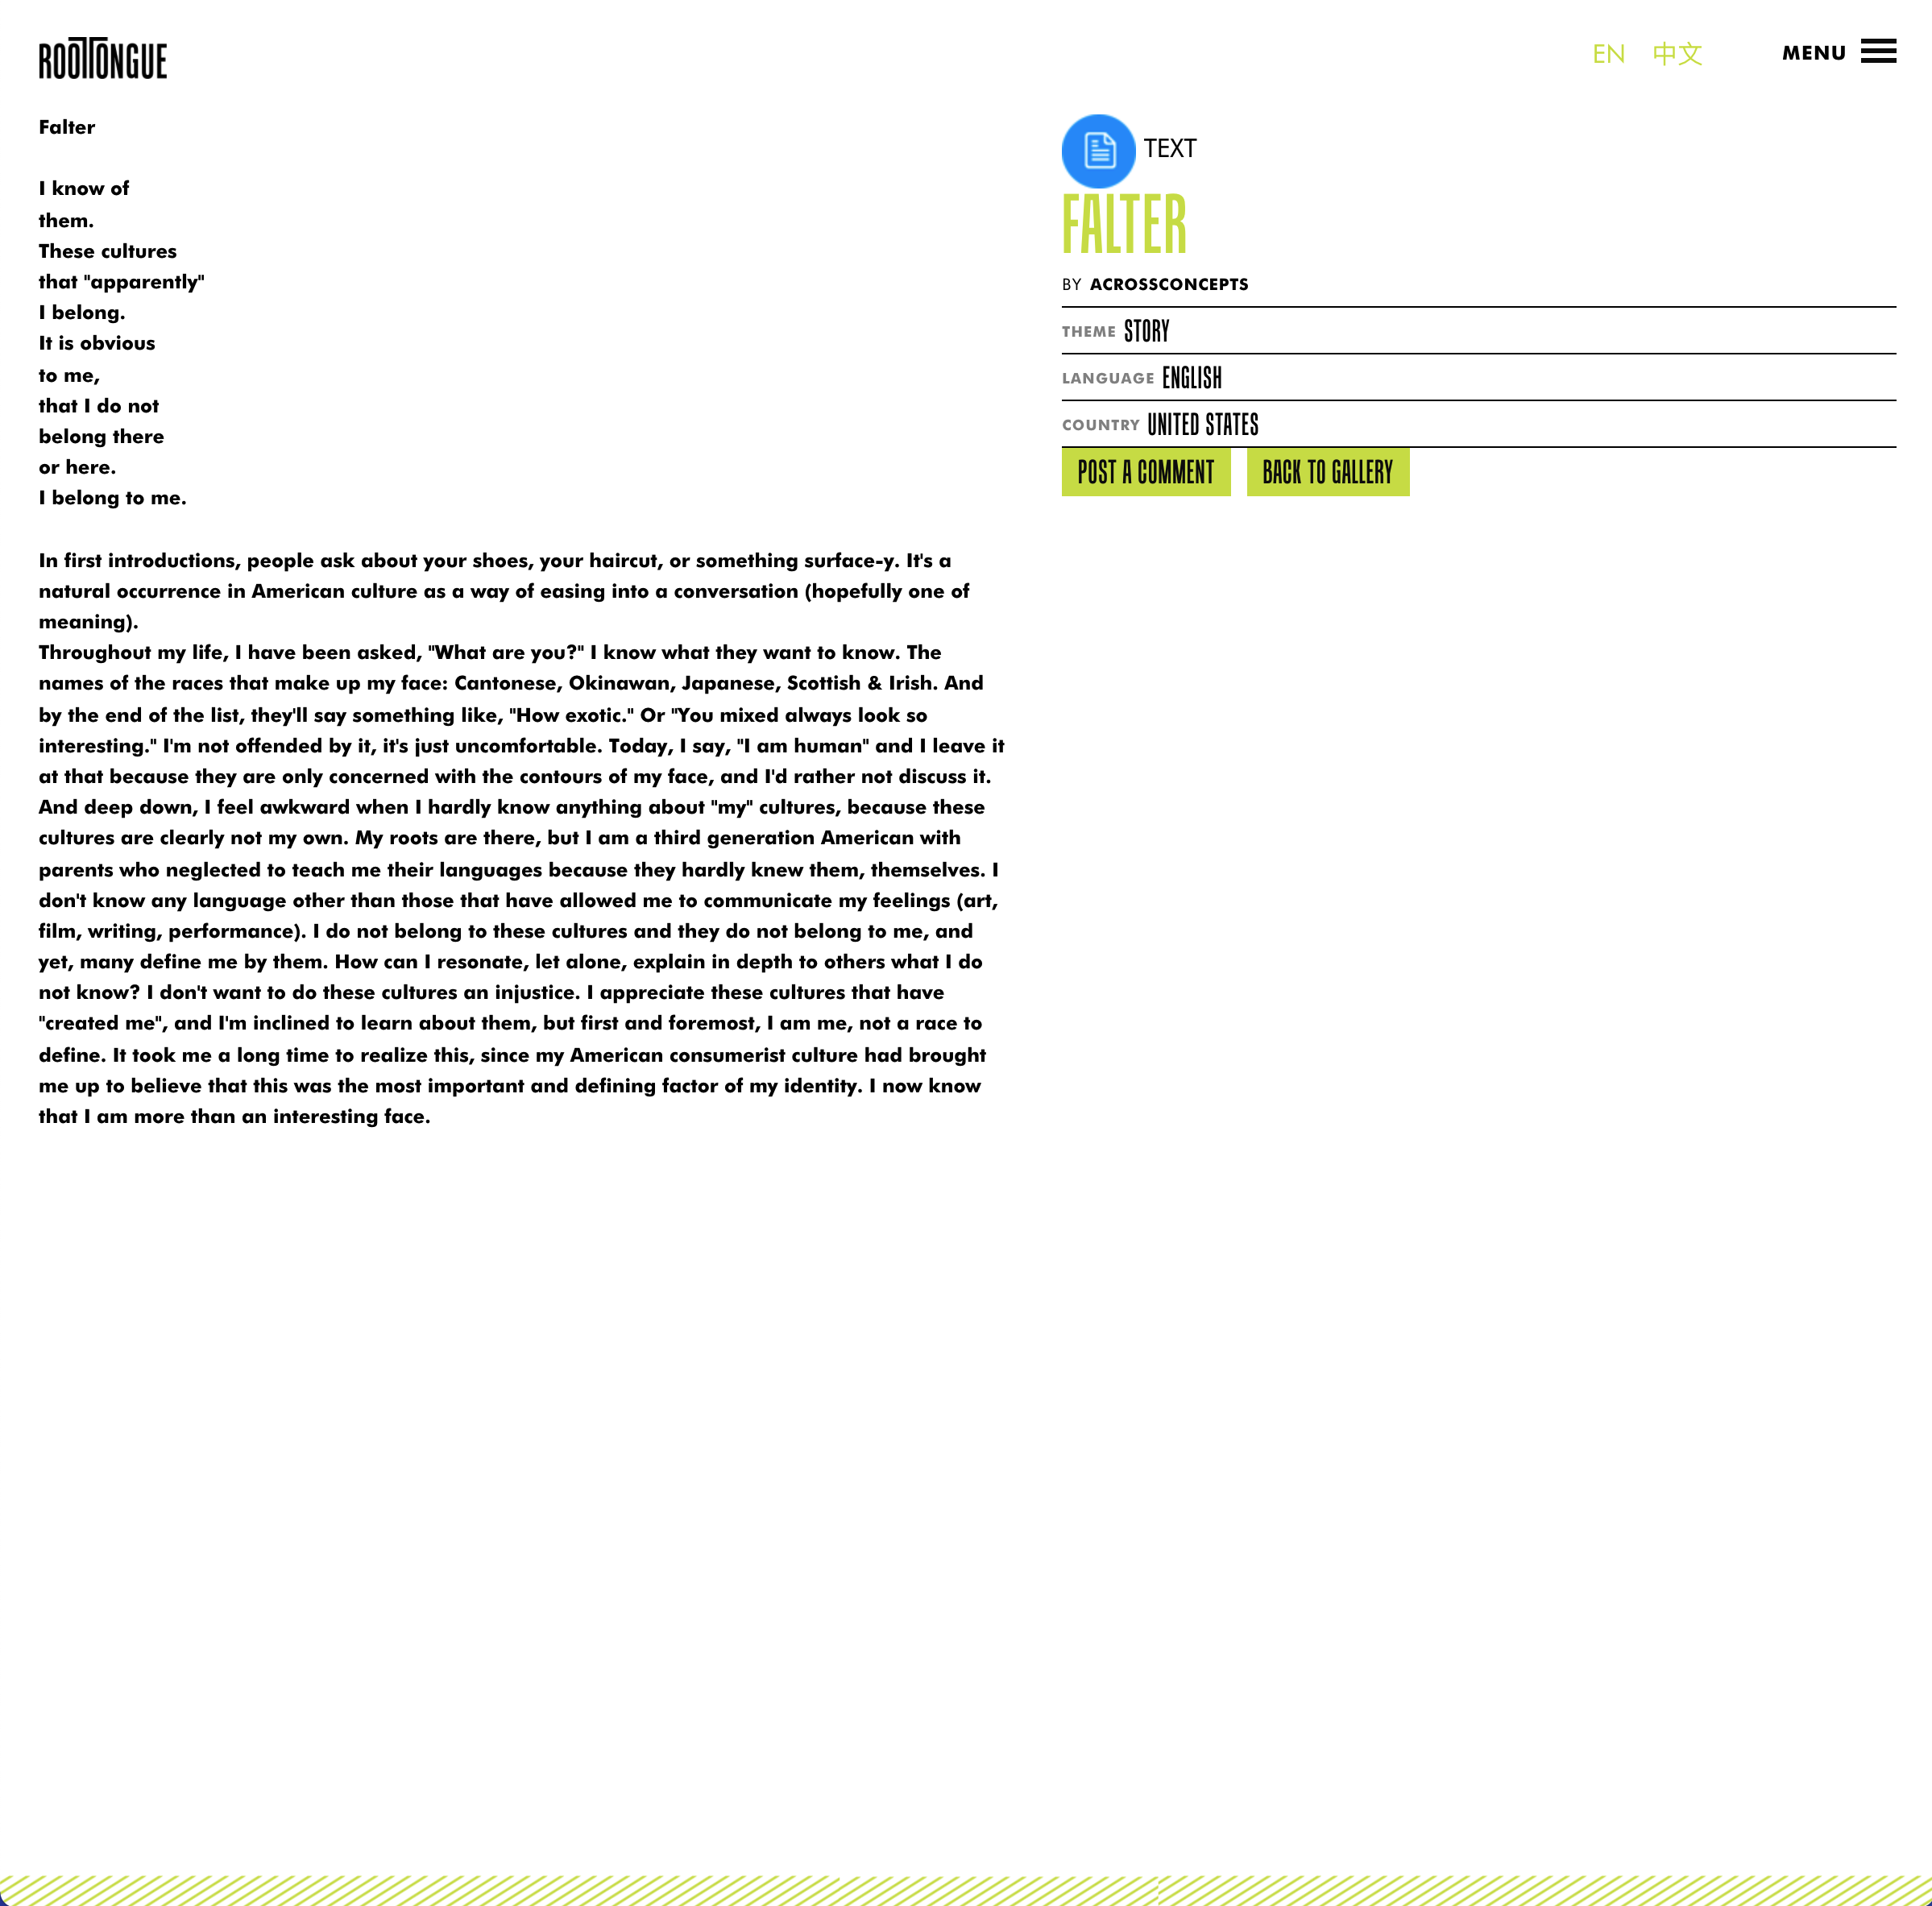 ROOTTONGUE
EN 中文 MENU
Falter
I know of
them.
These cultures
that "apparently"
I belong.
It is obvious
to me,
that I do not
belong there
or here.
I belong to me.
In first introductions, people ask about your shoes, your haircut, or something surface-y. It's a
natural occurrence in American culture as a way of easing into a conversation (hopefully one of
meaning).
Throughout my life, I have been asked, "What are you?" I know what they want to know. The
names of the races that make up my face: Cantonese, Okinawan, Japanese, Scottish & Irish. And
by the end of the list, they'll say something like, "How exotic." Or "You mixed always look so
interesting." I'm not offended by it, it's just uncomfortable. Today, I say, "I am human" and I leave it
at that because they are only concerned with the contours of my face, and I'd rather not discuss it.
And deep down, I feel awkward when I hardly know anything about "my" cultures, because these
cultures are clearly not my own. My roots are there, but I am a third generation American with
parents who neglected to teach me their languages because they hardly knew them, themselves. I
don't know any language other than those that have allowed me to communicate my feelings (art,
film, writing, performance). I do not belong to these cultures and they do not belong to me, and
yet, many define me by them. How can I resonate, let alone, explain in depth to others what I do
not know? I don't want to do these cultures an injustice. I appreciate these cultures that have
"created me", and I'm inclined to learn about them, but first and foremost, I am me, not a race to
define. It took me a long time to realize this, since my American consumerist culture had brought
me up to believe that this was the most important and defining factor of my identity. I now know
that I am more than an interesting face.
TEXT
FALTER
BY ACROSSCONCEPTS
THEME STORY
LANGUAGE ENGLISH
COUNTRY UNITED STATES
POST A COMMENT BACK TO GALLERY